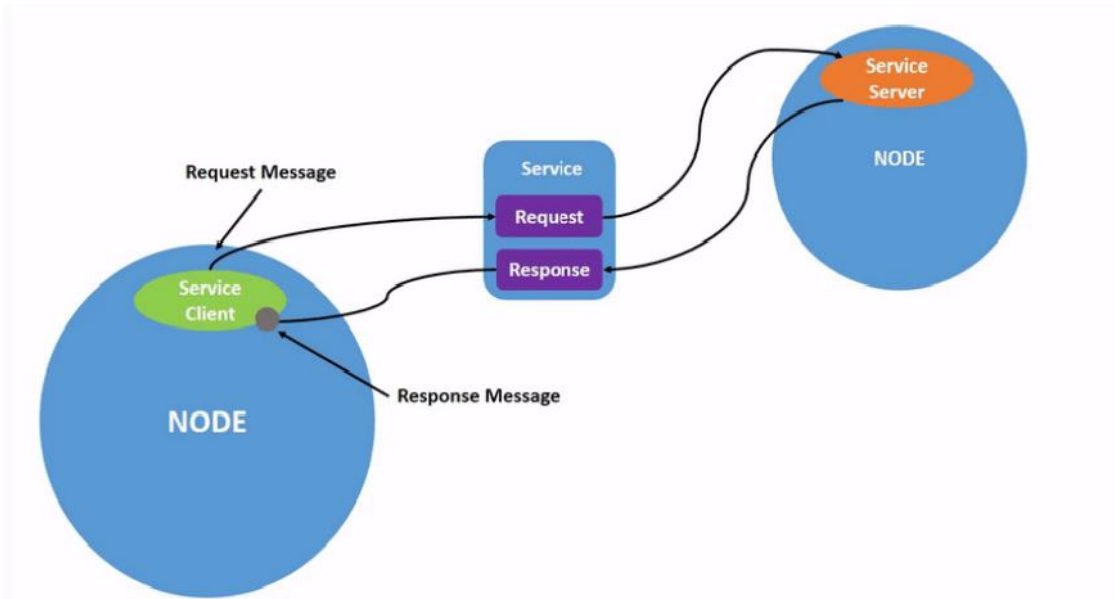 Service
Server
NODE
Service
Request Message
Request
Response
Service
Client
Response Message
NODE